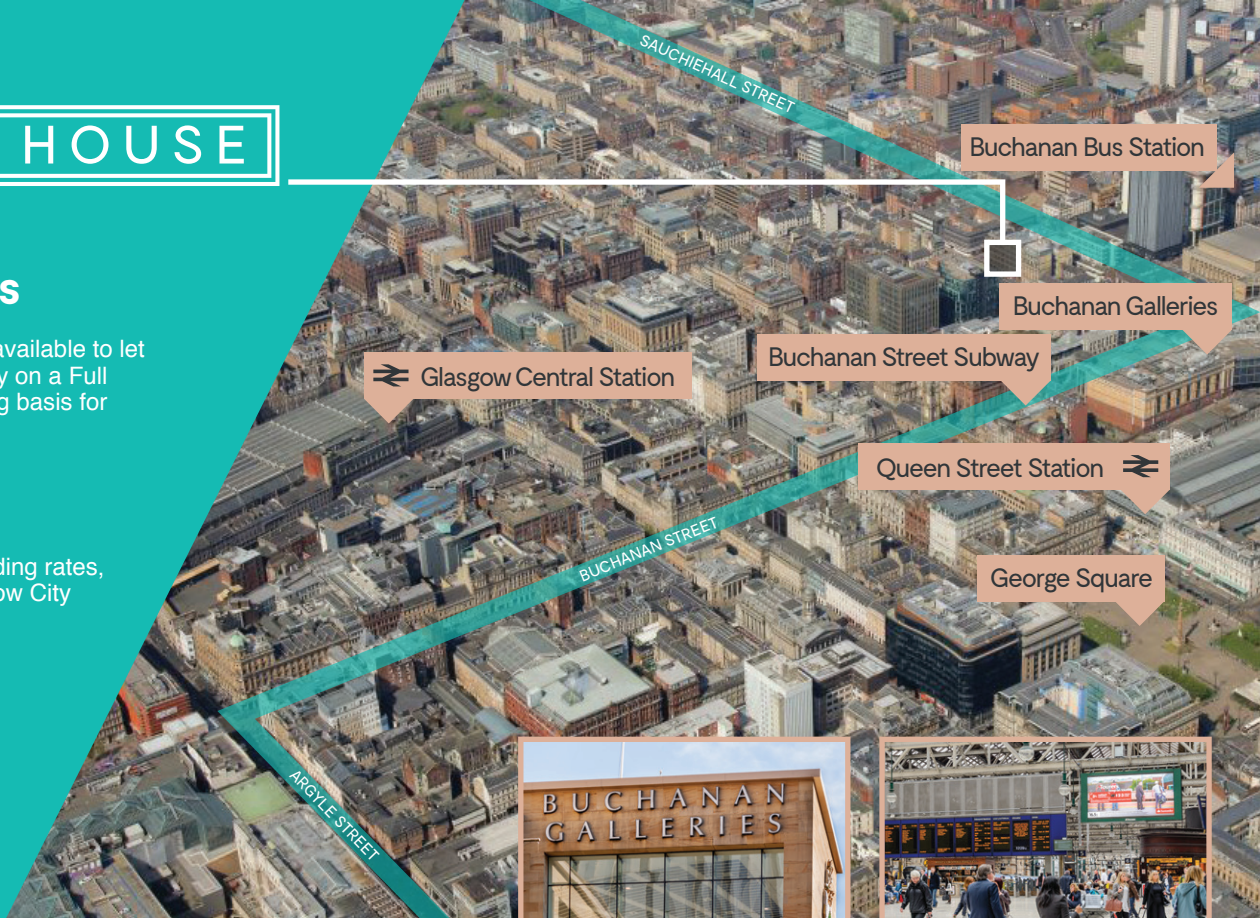 HOUSE
s
available to let
y on a Full
g basis for
ding rates,
ow City
SAUCHIEHALL STREET
Buchanan Bus Station
Buchanan Galleries
Buchanan Street Subway
Glasgow Central Station
Queen Street Station
George Square
BUCHANAN STREET
ARGYLE STREET
BUCHANAN
GALLERIES